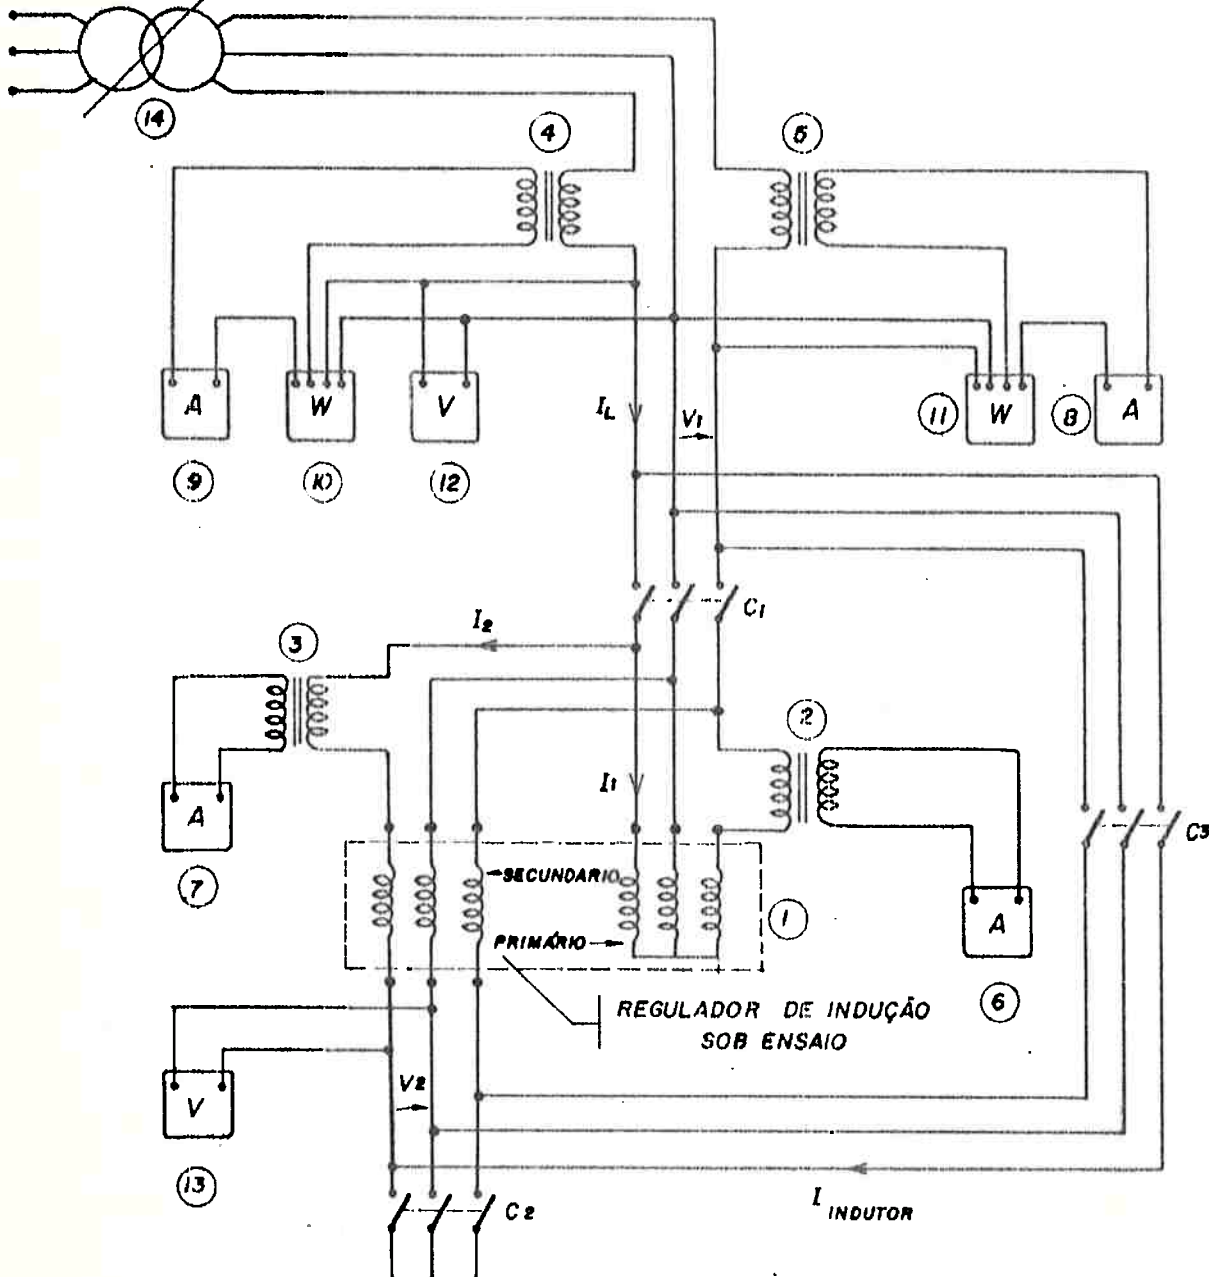 14
4
5
A
W
V
W
A
9
10
12
11
8
IL
V1
C1
I2
3
2
A
7
I1
C3
SECUNDARIO
PRIMÁRIO
1
A
6
REGULADOR DE INDUÇÃO
SOB ENSAIO
V
13
V2
C2
I INDUTOR